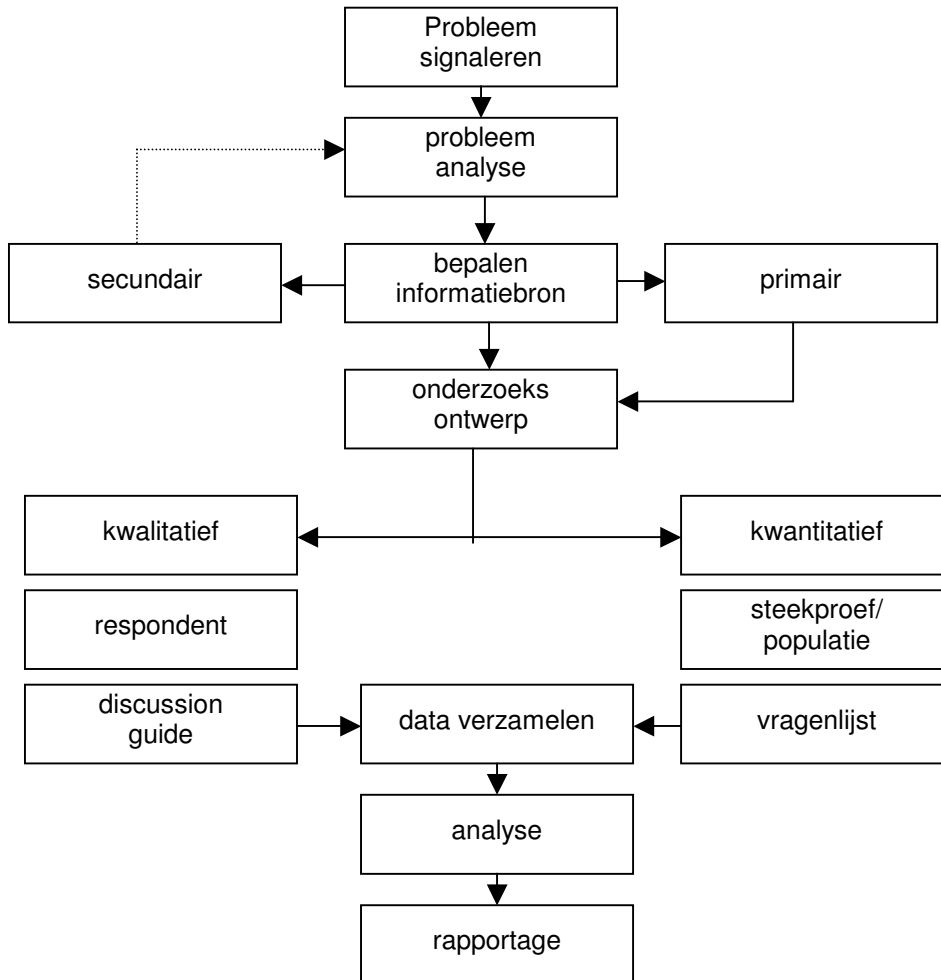 Probleem
signaleren
probleem
analyse
secundair
bepalen
informatiebron
primair
onderzoeks
ontwerp
kwalitatief
kwantitatief
respondent
steekproef/
populatie
discussion
guide
data verzamelen
vragenlijst
analyse
rapportage